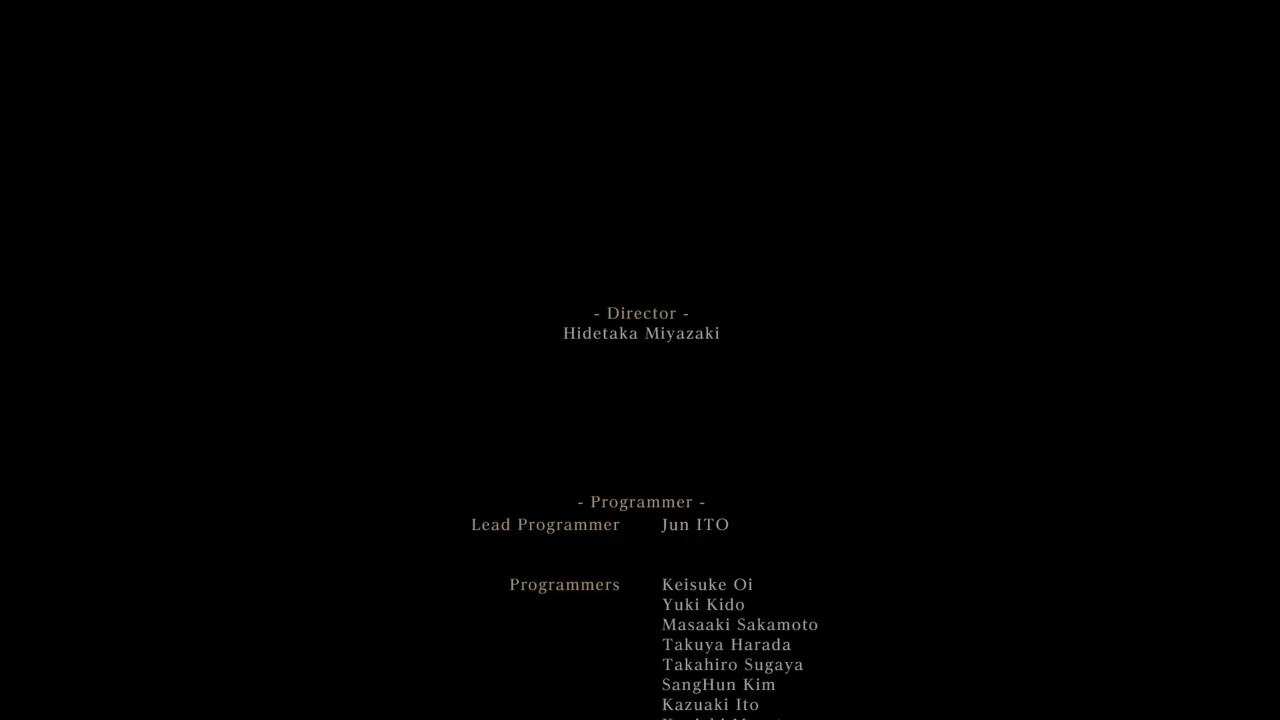 - Director -
Hidetaka Miyazaki
- Programmer -
Lead Programmer Jun ITO
Programmers Keisuke Oi
Yuki Kido
Masaaki Sakamoto
Takuya Harada
Takahiro Sugaya
SangHun Kim
Kazuaki Ito